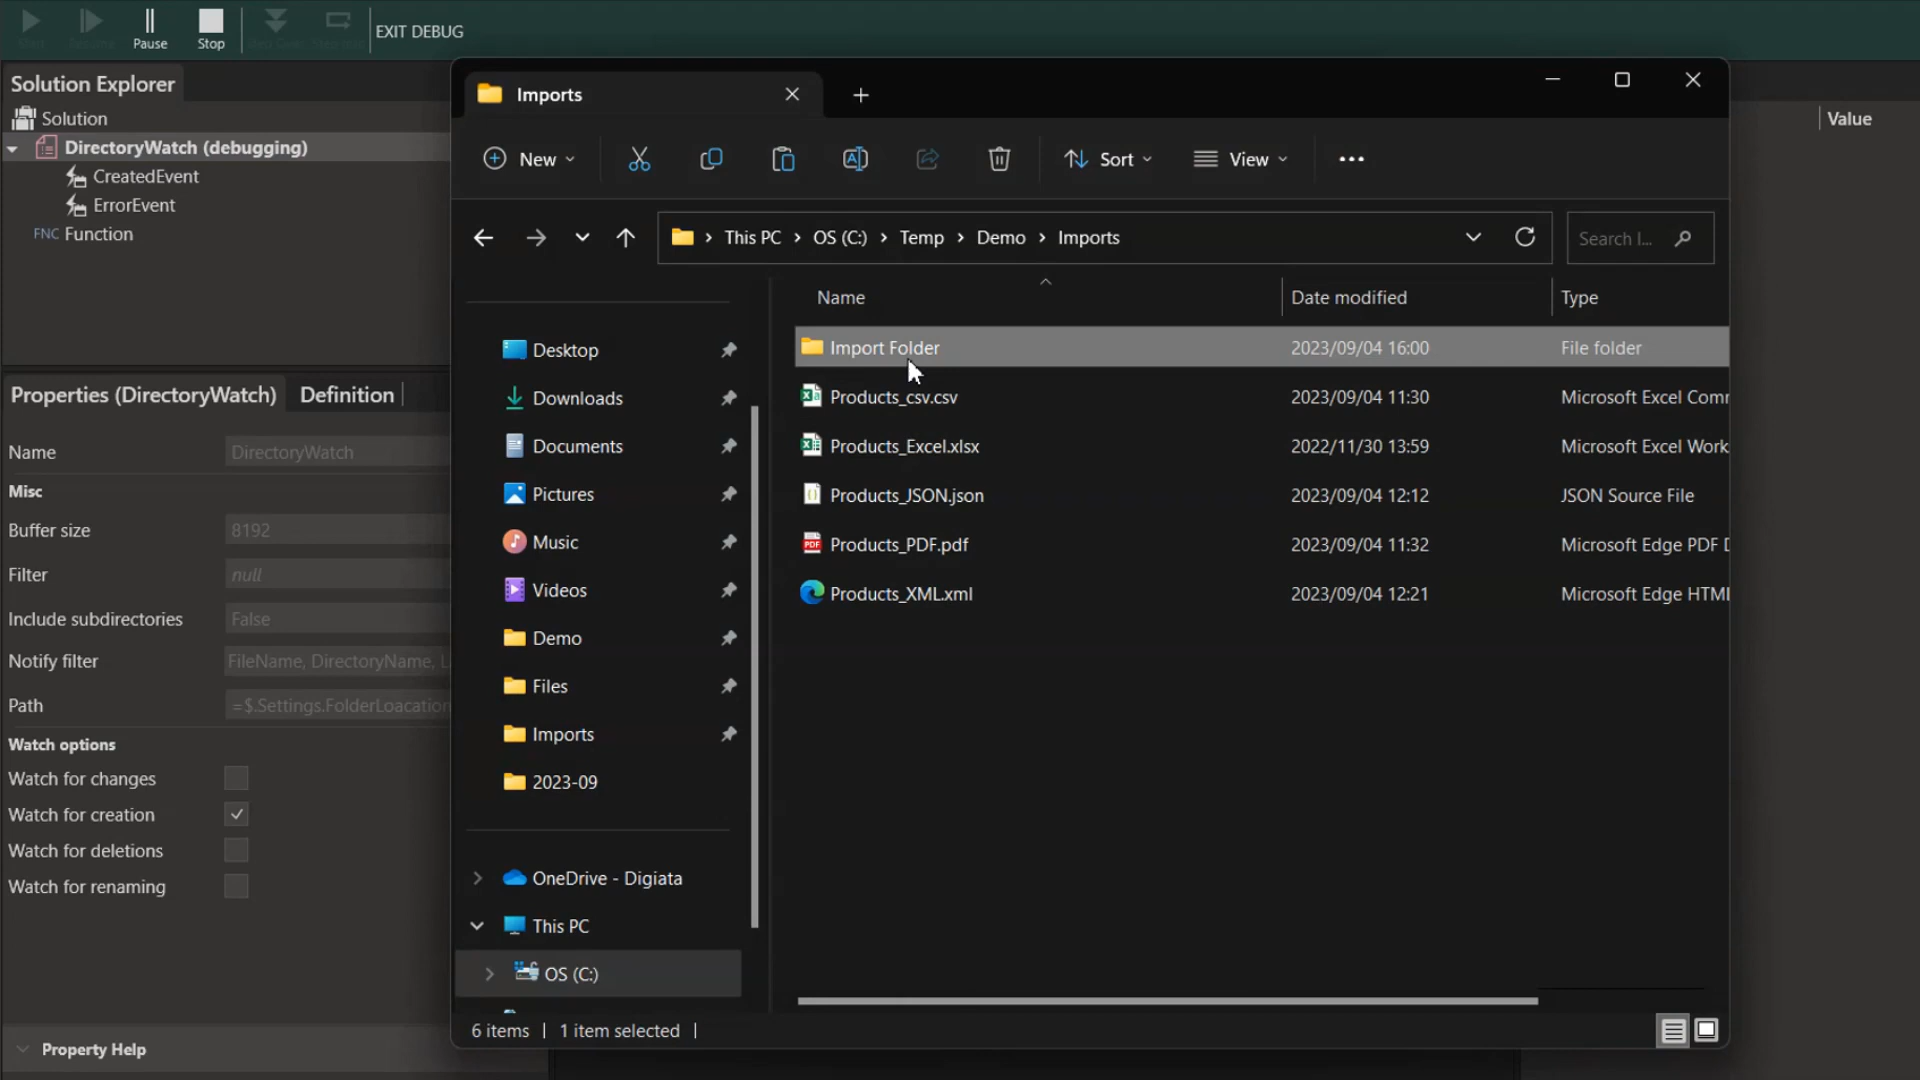 Pause
Stop
EXIT DEBUG
Solution Explorer
Solution
DirectoryWatch (debugging)
CreatedEvent
ErrorEvent
FNC Function
Properties (DirectoryWatch)
Definition
Name
DirectoryWatch
Misc
Buffer size
8192
Filter
null
Include subdirectories
False
Notify filter
FileName, DirectoryName, L
Path
=$.Settings.FolderLoacation
Watch options
Watch for changes
Watch for creation
Watch for deletions
Watch for renaming
Property Help
Imports
New
Sort
View
This PC > OS (C:) > Temp > Demo > Imports
Search I...
Desktop
Downloads
Documents
Pictures
Music
Videos
Demo
Files
Imports
2023-09
OneDrive - Digiata
This PC
OS (C:)
Name Date modified Type
Import Folder 2023/09/04 16:00 File folder
Products_csv.csv 2023/09/04 11:30 Microsoft Excel Comm
Products_Excel.xlsx 2022/11/30 13:59 Microsoft Excel Work
Products_JSON.json 2023/09/04 12:12 JSON Source File
Products_PDF.pdf 2023/09/04 11:32 Microsoft Edge PDF D
Products_XML.xml 2023/09/04 12:21 Microsoft Edge HTML
6 items 1 item selected
Value